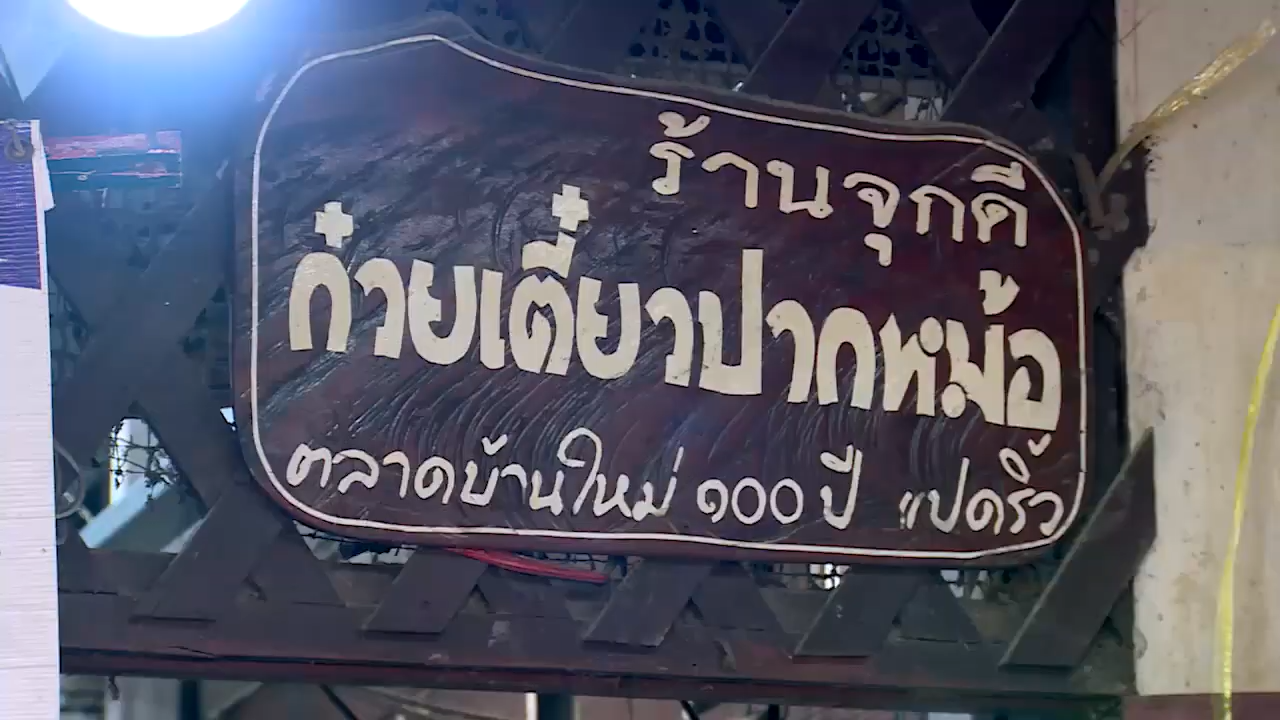 ร้านจุกดี
ก๋วยเตี๋ยวปากหม้อ
ตลาดบ้านใหม่ ๑๐๐ ปี แปดริ้ว